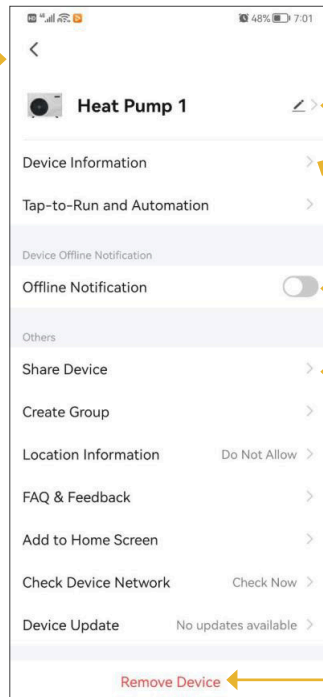 48% 7:01
Heat Pump 1
Device Information
Tap-to-Run and Automation
Device Offline Notification
Offline Notification
Others
Share Device
Create Group
Location Information Do Not Allow
FAQ & Feedback
Add to Home Screen
Check Device Network Check Now
Device Update No updates available
Remove Device